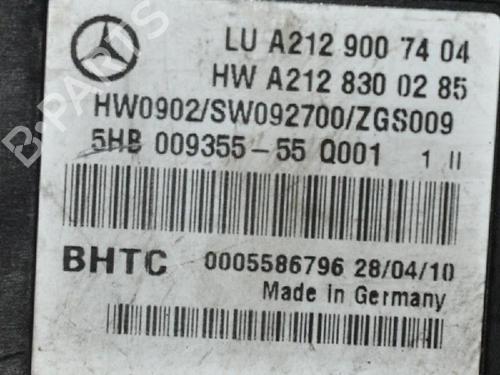 LU A212 900 74 04
HW A212 830 02 85
HW0902/SW092700/ZGS009
5HB 009355-55 Q001 1 II
BHTC 0005586796 28/04/10
Made in Germany
B-PARTS